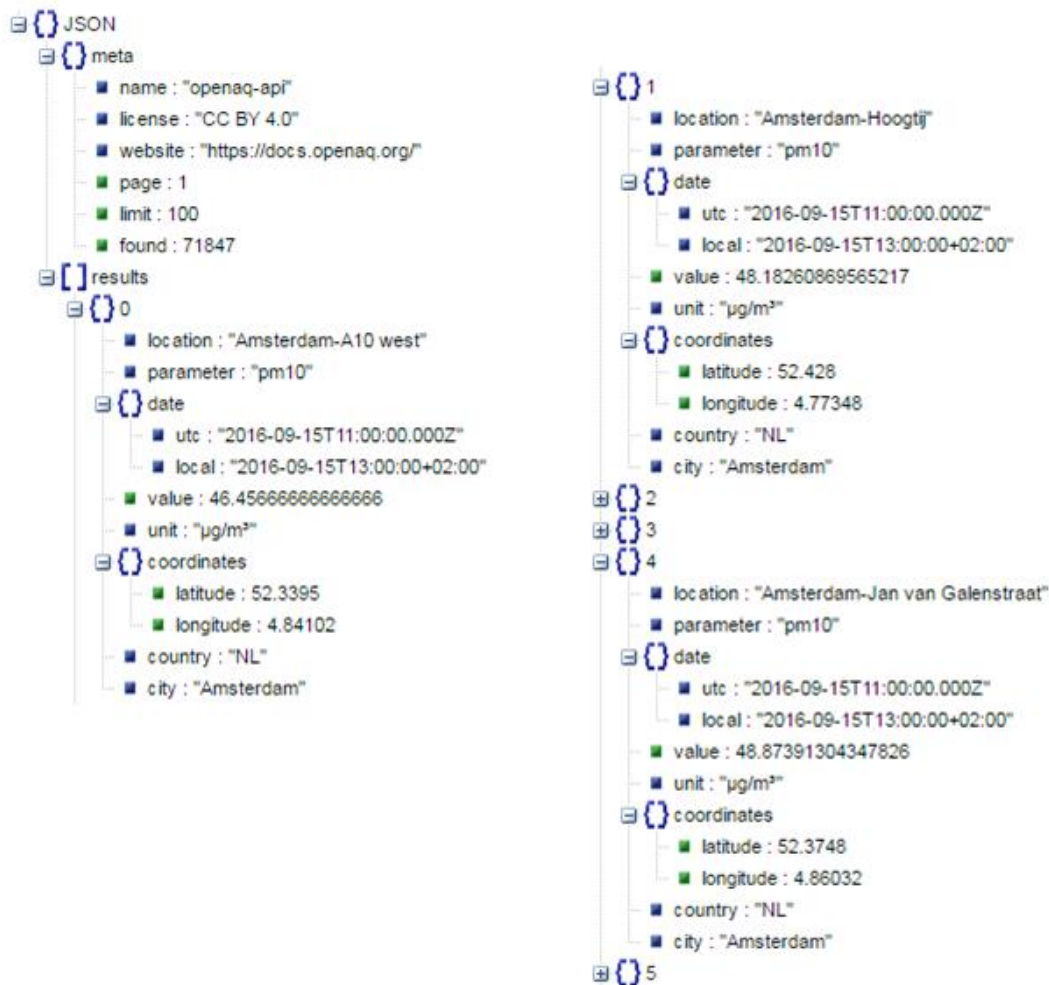 JSON
meta
name : "openaq-api"
license : "CC BY 4.0"
website : "https://docs.openaq.org/"
page : 1
limit : 100
found : 71847
results
0
location : "Amsterdam-A10 west"
parameter : "pm10"
date
utc : "2016-09-15T11:00:00.000Z"
local : "2016-09-15T13:00:00+02:00"
value : 46.45666666666666
unit : "µg/m³"
coordinates
latitude : 52.3395
longitude : 4.84102
country : "NL"
city : "Amsterdam"
1
location : "Amsterdam-Hoogtij"
parameter : "pm10"
date
utc : "2016-09-15T11:00:00.000Z"
local : "2016-09-15T13:00:00+02:00"
value : 48.18260869565217
unit : "µg/m³"
coordinates
latitude : 52.428
longitude : 4.77348
country : "NL"
city : "Amsterdam"
2
3
4
location : "Amsterdam-Jan van Galenstraat"
parameter : "pm10"
date
utc : "2016-09-15T11:00:00.000Z"
local : "2016-09-15T13:00:00+02:00"
value : 48.87391304347826
unit : "µg/m³"
coordinates
latitude : 52.3748
longitude : 4.86032
country : "NL"
city : "Amsterdam"
5